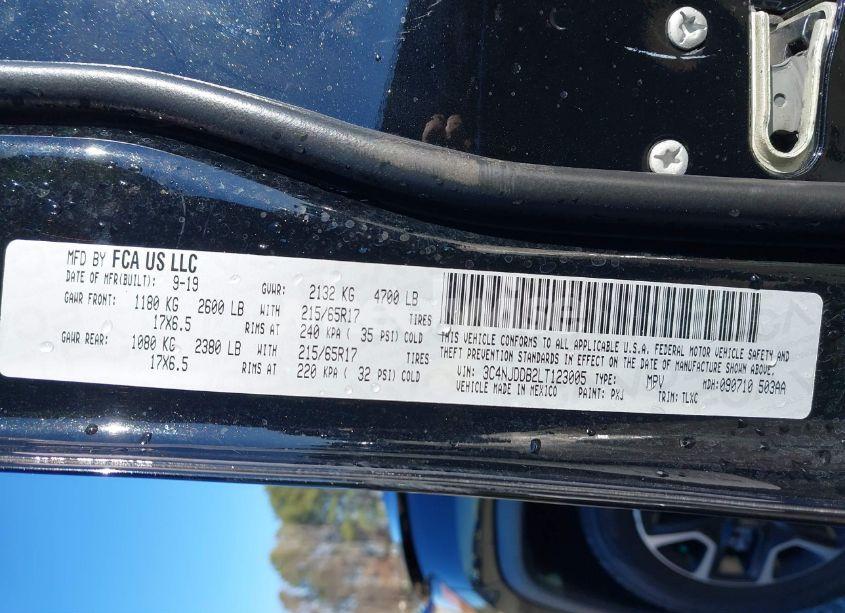 MFD BY FCA US LLC
DATE OF MFR(BUILT): 9-19 GVWR: 2132 KG 4700 LB
GAWR FRONT: 1180 KG 2600 LB WITH 215/65R17 TIRES
17X6.5 RIMS AT 240 KPA ( 35 PSI) COLD
GAWR REAR: 1080 KG 2380 LB WITH 215/65R17 TIRES
17X6.5 RIMS AT 220 KPA ( 32 PSI) COLD
THIS VEHICLE CONFORMS TO ALL APPLICABLE U.S.A. FEDERAL MOTOR VEHICLE SAFETY AND
THEFT PREVENTION STANDARDS IN EFFECT ON THE DATE OF MANUFACTURE SHOWN ABOVE.
VIN: 3C4NJDDB2LT123005 TYPE: MPV MDH:090710 503AA
VEHICLE MADE IN MEXICO PAINT: PXJ TRIM: TLXC